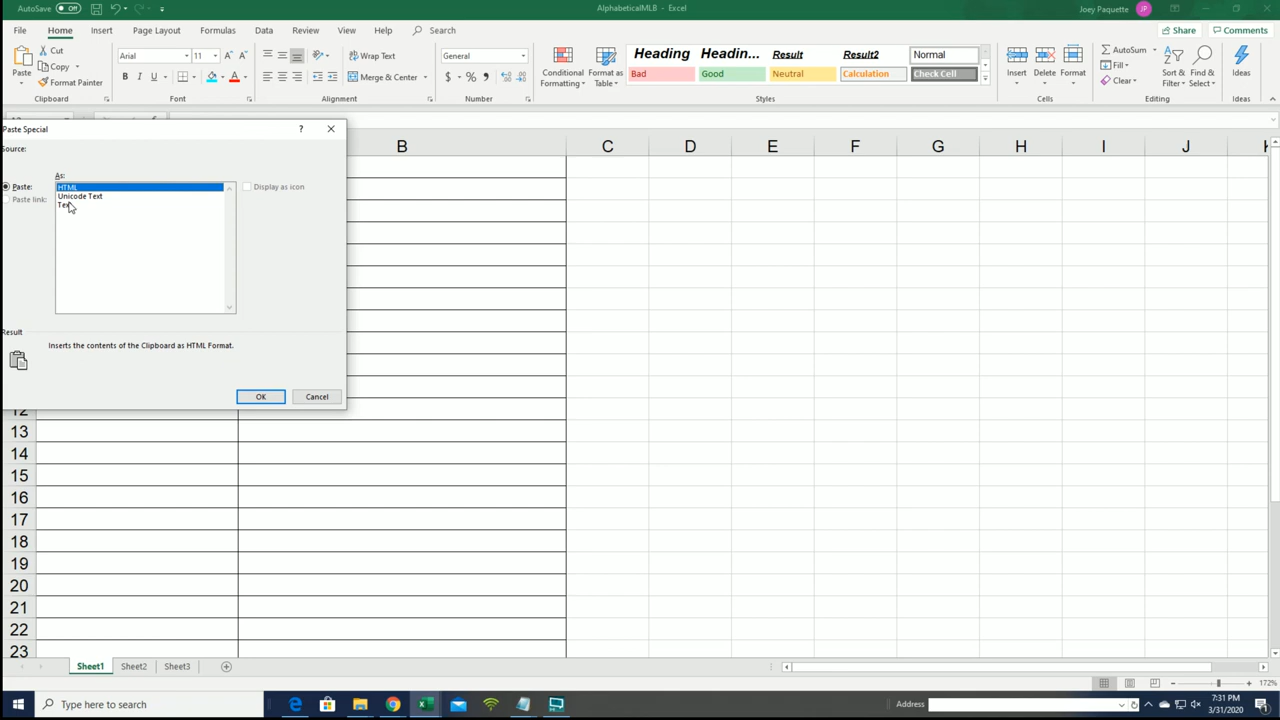 AutoSave Off AlphabeticalMLB - Excel Joey Paquette JP
File Home Insert Page Layout Formulas Data Review View Help Search Share Comments
Paste Cut Copy Format Painter Clipboard
Arial 11 A A B I U A Font
Wrap Text Merge & Center Alignment
General $ % , Number
Conditional Formatting Format as Table
Heading Headin... Result Result2 Normal
Bad Good Neutral Calculation Check Cell
Styles
Insert Delete Format Cells
AutoSum Fill Clear Sort & Filter Find & Select Editing
Ideas Ideas
Paste Special ?
Source:
As:
Paste: HTML Display as icon
Unicode Text
Paste link: Text
Result
Inserts the contents of the Clipboard as HTML Format.
OK Cancel
B C D E F G H I J K
12
13
14
15
16
17
18
19
20
21
22
23
Sheet1 Sheet2 Sheet3
172%
Type here to search Address 7:31 PM
3/31/2020